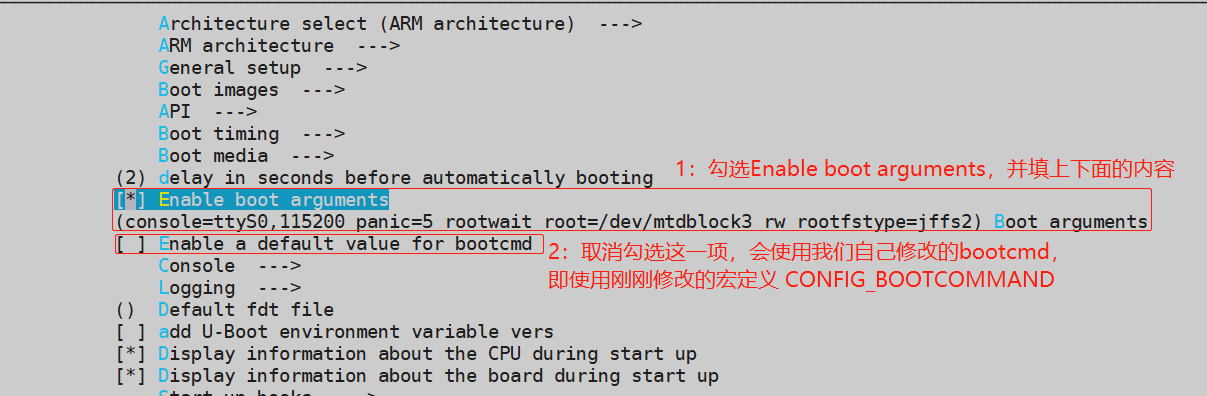 Architecture select (ARM architecture)  --->
ARM architecture  --->
General setup  --->
Boot images  --->
API  --->
Boot timing  --->
Boot media  --->
1：勾选Enable boot arguments，并填上下面的内容
(2) delay in seconds before automatically booting
[*] Enable boot arguments
(console=ttyS0,115200 panic=5 rootwait root=/dev/mtdblock3 rw rootfstype=jffs2) Boot arguments
[ ] Enable a default value for bootcmd
2：取消勾选这一项，会使用我们自己修改的bootcmd，
即使用刚刚修改的宏定义 CONFIG_BOOTCOMMAND
Console  --->
Logging  --->
()  Default fdt file
[ ] add U-Boot environment variable vers
[*] Display information about the CPU during start up
[*] Display information about the board during start up
Start-up hooks  --->